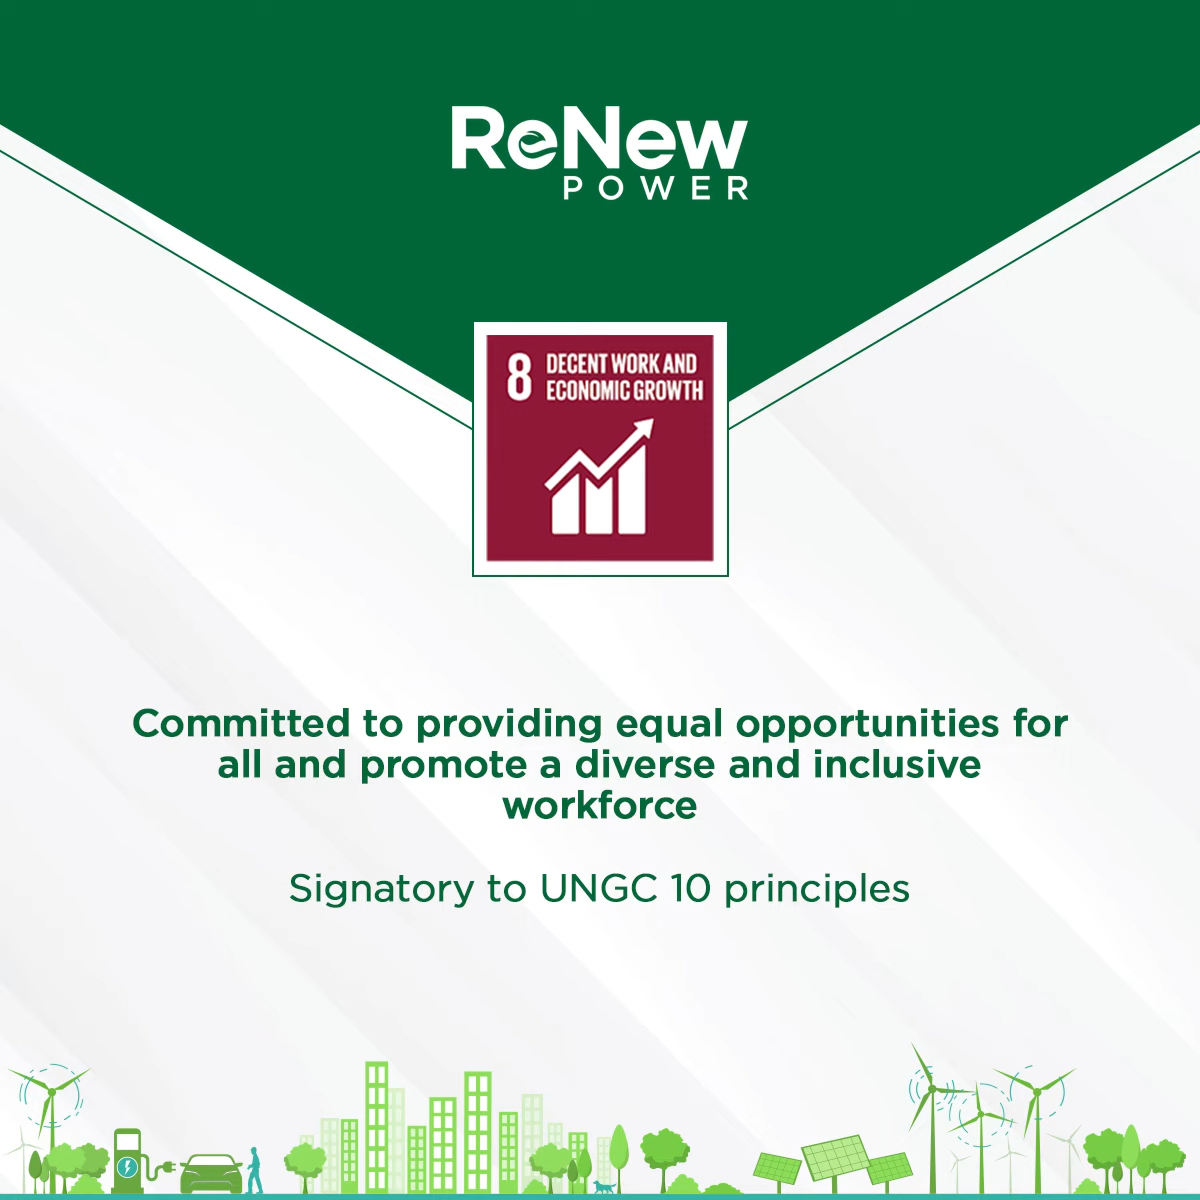 ReNew
POWER
8 DECENT WORK AND
ECONOMIC GROWTH
Committed to providing equal opportunities for
all and promote a diverse and inclusive
workforce
Signatory to UNGC 10 principles